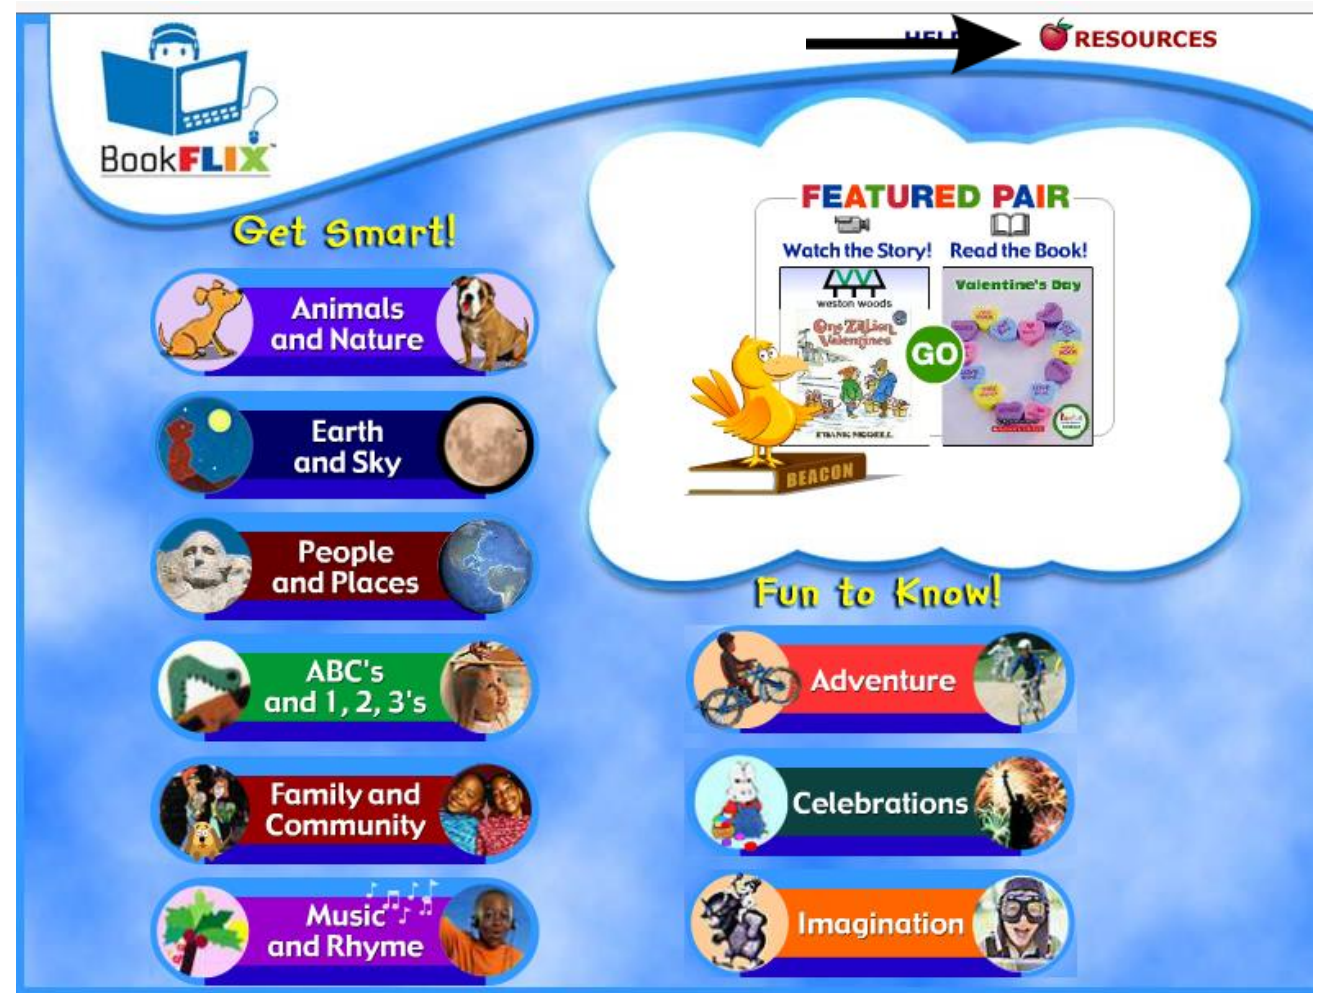 RESOURCES
BookFLIX™
Get Smart!
Animals
and Nature
Earth
and Sky
People
and Places
ABC's
and 1, 2, 3's
Family and
Community
Music
and Rhyme
FEATURED PAIR
Watch the Story!
Read the Book!
weston woods
One Zillion
Valentines
GO
Valentine's Day
BEACON
Fun to Know!
Adventure
Celebrations
Imagination